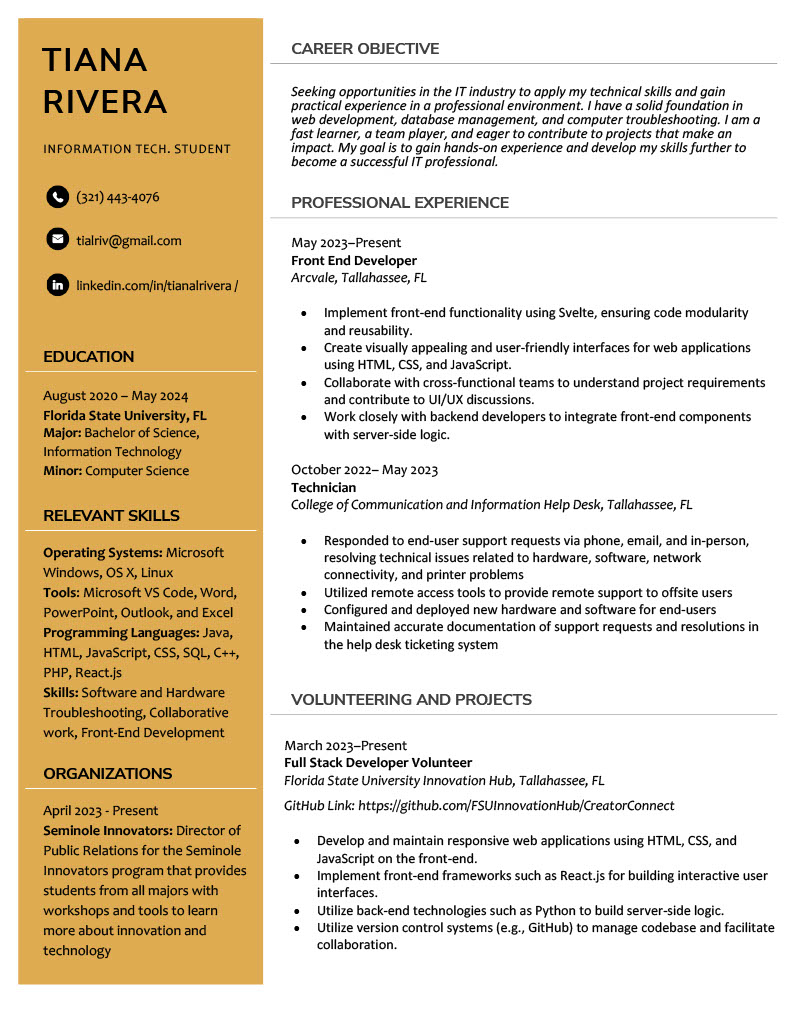 TIANA
RIVERA
INFORMATION TECH. STUDENT
(321) 443-4076
tialriv@gmail.com
linkedin.com/in/tianalrivera /
EDUCATION
August 2020 – May 2024
Florida State University, FL
Major: Bachelor of Science,
Information Technology
Minor: Computer Science
RELEVANT SKILLS
Operating Systems: Microsoft
Windows, OS X, Linux
Tools: Microsoft VS Code, Word,
PowerPoint, Outlook, and Excel
Programming Languages: Java,
HTML, JavaScript, CSS, SQL, C++,
PHP, React.js
Skills: Software and Hardware
Troubleshooting, Collaborative
work, Front-End Development
ORGANIZATIONS
April 2023 - Present
Seminole Innovators: Director of
Public Relations for the Seminole
Innovators program that provides
students from all majors with
workshops and tools to learn
more about innovation and
technology
CAREER OBJECTIVE
Seeking opportunities in the IT industry to apply my technical skills and gain
practical experience in a professional environment. I have a solid foundation in
web development, database management, and computer troubleshooting. I am a
fast learner, a team player, and eager to contribute to projects that make an
impact. My goal is to gain hands-on experience and develop my skills further to
become a successful IT professional.
PROFESSIONAL EXPERIENCE
May 2023–Present
Front End Developer
Arcvale, Tallahassee, FL
• Implement front-end functionality using Svelte, ensuring code modularity
and reusability.
• Create visually appealing and user-friendly interfaces for web applications
using HTML, CSS, and JavaScript.
• Collaborate with cross-functional teams to understand project requirements
and contribute to UI/UX discussions.
• Work closely with backend developers to integrate front-end components
with server-side logic.
October 2022– May 2023
Technician
College of Communication and Information Help Desk, Tallahassee, FL
• Responded to end-user support requests via phone, email, and in-person,
resolving technical issues related to hardware, software, network
connectivity, and printer problems
• Utilized remote access tools to provide remote support to offsite users
• Configured and deployed new hardware and software for end-users
• Maintained accurate documentation of support requests and resolutions in
the help desk ticketing system
VOLUNTEERING AND PROJECTS
March 2023–Present
Full Stack Developer Volunteer
Florida State University Innovation Hub, Tallahassee, FL
GitHub Link: https://github.com/FSUInnovationHub/CreatorConnect
• Develop and maintain responsive web applications using HTML, CSS, and
JavaScript on the front-end.
• Implement front-end frameworks such as React.js for building interactive user
interfaces.
• Utilize back-end technologies such as Python to build server-side logic.
• Utilize version control systems (e.g., GitHub) to manage codebase and facilitate
collaboration.